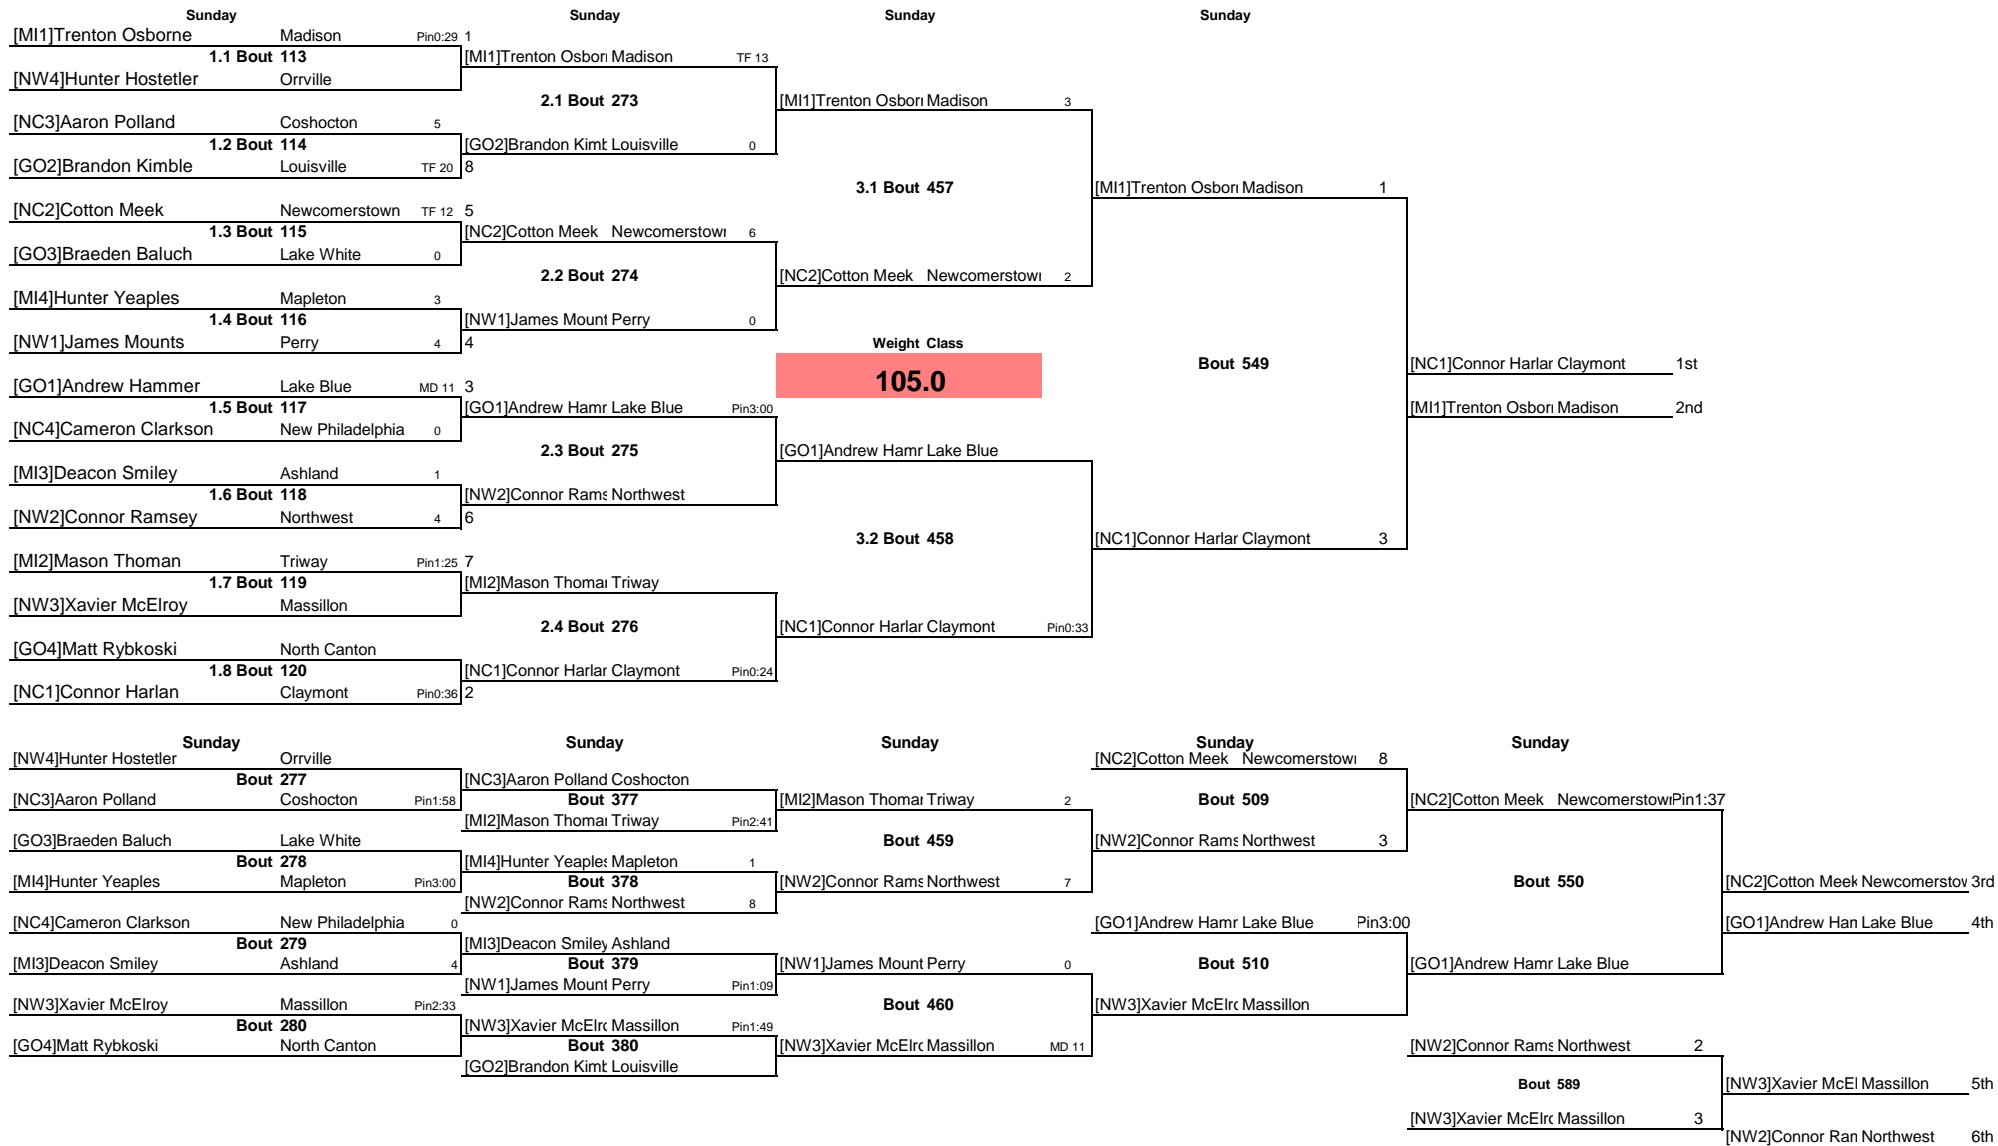 Sunday Sunday Sunday Sunday
[MI1]Trenton Osborne Madison Pin0:29 1
1.1 Bout 113 [MI1]Trenton Osbor Madison TF 13
[NW4]Hunter Hostetler Orrville
2.1 Bout 273 [MI1]Trenton Osbor Madison 3
[NC3]Aaron Polland Coshocton 5
1.2 Bout 114 [GO2]Brandon Kimb Louisville 0
[GO2]Brandon Kimble Louisville TF 20 8
3.1 Bout 457 [MI1]Trenton Osbor Madison 1
[NC2]Cotton Meek Newcomerstown TF 12 5
1.3 Bout 115 [NC2]Cotton Meek Newcomerstow 6
[GO3]Braeden Baluch Lake White 0
2.2 Bout 274 [NC2]Cotton Meek Newcomerstow 2
[MI4]Hunter Yeaples Mapleton 3
1.4 Bout 116 [NW1]James Mount Perry 0
[NW1]James Mounts Perry 4 4 Weight Class
Bout 549 [NC1]Connor Harlar Claymont 1st
[GO1]Andrew Hammer Lake Blue MD 11 3 105.0
1.5 Bout 117 [GO1]Andrew Hamr Lake Blue Pin3:00 [MI1]Trenton Osbor Madison 2nd
[NC4]Cameron Clarkson New Philadelphia 0
2.3 Bout 275 [GO1]Andrew Hamr Lake Blue
[MI3]Deacon Smiley Ashland 1
1.6 Bout 118 [NW2]Connor Rams Northwest
[NW2]Connor Ramsey Northwest 4 6
3.2 Bout 458 [NC1]Connor Harlar Claymont 3
[MI2]Mason Thoman Triway Pin1:25 7
1.7 Bout 119 [MI2]Mason Thomar Triway
[NW3]Xavier McElroy Massillon
2.4 Bout 276 [NC1]Connor Harlar Claymont Pin0:33
[GO4]Matt Rybkoski North Canton
1.8 Bout 120 [NC1]Connor Harlar Claymont Pin0:24
[NC1]Connor Harlan Claymont Pin0:36 2
Sunday Sunday Sunday Sunday Sunday
[NW4]Hunter Hostetler Orrville [NC2]Cotton Meek Newcomerstow 8
Bout 277 [NC3]Aaron Polland Coshocton
[NC3]Aaron Polland Coshocton Pin1:58 Bout 377 [MI2]Mason Thomar Triway 2 Bout 509 [NC2]Cotton Meek Newcomerstow Pin1:37
[MI2]Mason Thomar Triway Pin2:41
[GO3]Braeden Baluch Lake White Bout 459 [NW2]Connor Rams Northwest 3
Bout 278 [MI4]Hunter Yeaples Mapleton 1
[MI4]Hunter Yeaples Mapleton Pin3:00 Bout 378 [NW2]Connor Rams Northwest 7 Bout 550 [NC2]Cotton Meek Newcomerstov 3rd
[NW2]Connor Rams Northwest 8
[NC4]Cameron Clarkson New Philadelphia 0 [GO1]Andrew Hamr Lake Blue Pin3:00 [GO1]Andrew Han Lake Blue 4th
Bout 279 [MI3]Deacon Smiley Ashland
[MI3]Deacon Smiley Ashland 4 Bout 379 [NW1]James Mount Perry 0 Bout 510 [GO1]Andrew Hamr Lake Blue
[NW1]James Mount Perry Pin1:09
[NW3]Xavier McElroy Massillon Pin2:33 Bout 460 [NW3]Xavier McElrc Massillon
Bout 280 [NW3]Xavier McElrc Massillon Pin1:49
[GO4]Matt Rybkoski North Canton Bout 380 [NW3]Xavier McElrc Massillon MD 11 [NW2]Connor Rams Northwest 2
[GO2]Brandon Kimb Louisville
Bout 589 [NW3]Xavier McEl Massillon 5th
[NW3]Xavier McElrc Massillon 3
[NW2]Connor Ran Northwest 6th